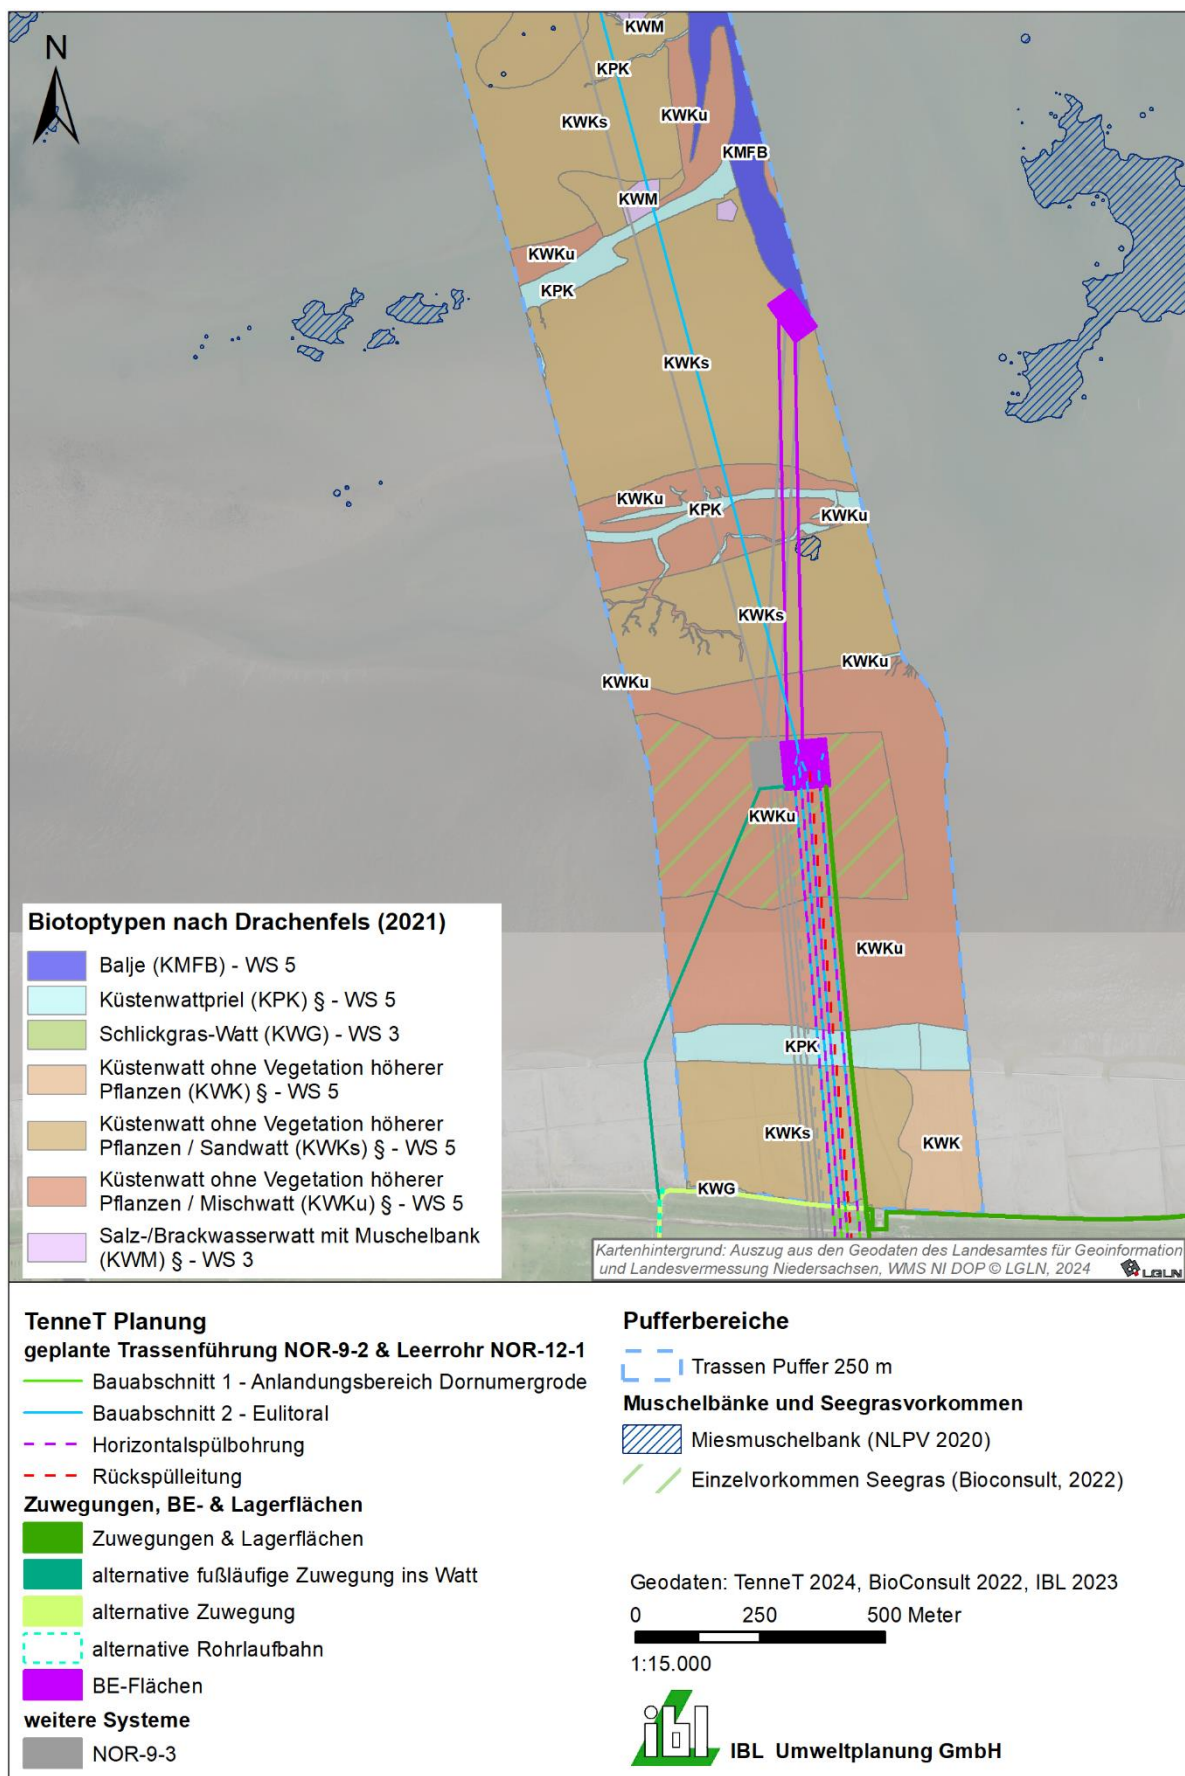 N
KWM
KPK
KWKs
KWKu
KMFB
KWM
KWKu
KPK
KWKs
KWKu
KPK
KWKu
KWKs
KWKu
KWKu
KWKu
KWKu
KPK
KWKs
KWK
KWG
Biotoptypen nach Drachenfels (2021)
Balje (KMFB) - WS 5
Küstenwattpriel (KPK) § - WS 5
Schlickgras-Watt (KWG) - WS 3
Küstenwatt ohne Vegetation höherer
Pflanzen (KWK) § - WS 5
Küstenwatt ohne Vegetation höherer
Pflanzen / Sandwatt (KWKs) § - WS 5
Küstenwatt ohne Vegetation höherer
Pflanzen / Mischwatt (KWKu) § - WS 5
Salz-/Brackwasserwatt mit Muschelbank
(KWM) § - WS 3
Kartenhintergrund: Auszug aus den Geodaten des Landesamtes für Geoinformation
und Landesvermessung Niedersachsen, WMS NI DOP © LGLN, 2024
LGLN
TenneT Planung
geplante Trassenführung NOR-9-2 & Leerrohr NOR-12-1
Bauabschnitt 1 - Anlandungsbereich Dornumergrode
Bauabschnitt 2 - Eulitoral
Horizontalspülbohrung
Rückspülleitung
Zuwegungen, BE- & Lagerflächen
Zuwegungen & Lagerflächen
alternative fußläufige Zuwegung ins Watt
alternative Zuwegung
alternative Rohrlaufbahn
BE-Flächen
weitere Systeme
NOR-9-3
Pufferbereiche
Trassen Puffer 250 m
Muschelbänke und Seegrasvorkommen
Miesmuschelbank (NLPV 2020)
Einzelvorkommen Seegras (Bioconsult, 2022)
Geodaten: TenneT 2024, BioConsult 2022, IBL 2023
0 250 500 Meter
1:15.000
ibl IBL Umweltplanung GmbH